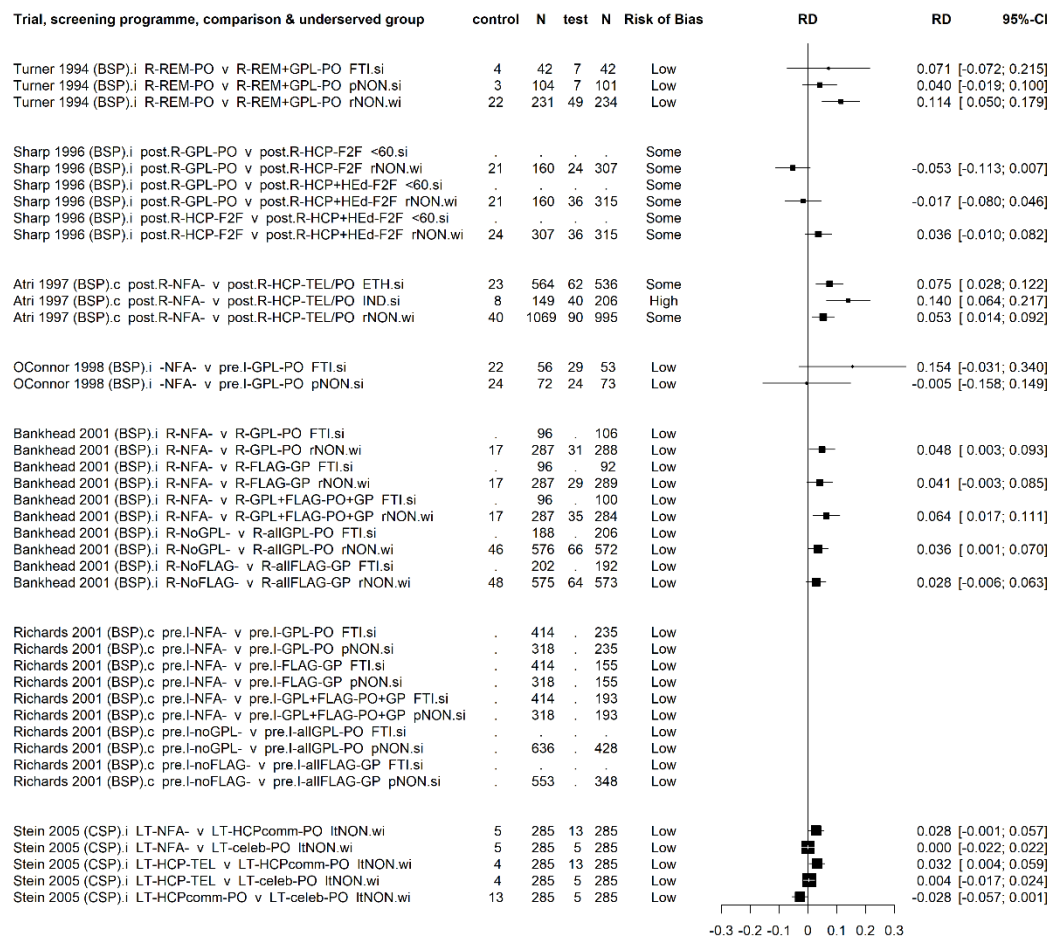 Trial, screening programme, comparison & underserved group control N test N Risk of Bias RD RD 95%-CI
Turner 1994 (BSP).i R-REM-PO v R-REM+GPL-PO FTI.si 4 42 7 42 Low 0.071 [-0.072; 0.215]
Turner 1994 (BSP).i R-REM-PO v R-REM+GPL-PO pNON.si 3 104 7 101 Low 0.040 [-0.019; 0.100]
Turner 1994 (BSP).i R-REM-PO v R-REM+GPL-PO rNON.wi 22 231 49 234 Low 0.114 [ 0.050; 0.179]
Sharp 1996 (BSP).i post.R-GPL-PO v post.R-HCP-F2F <60.si . . . . Some
Sharp 1996 (BSP).i post.R-GPL-PO v post.R-HCP-F2F rNON.wi 21 160 24 307 Some -0.053 [-0.113; 0.007]
Sharp 1996 (BSP).i post.R-GPL-PO v post.R-HCP+HEd-F2F <60.si . . . . Some
Sharp 1996 (BSP).i post.R-GPL-PO v post.R-HCP+HEd-F2F rNON.wi 21 160 36 315 Some -0.017 [-0.080; 0.046]
Sharp 1996 (BSP).i post.R-HCP-F2F v post.R-HCP+HEd-F2F <60.si . . . . Some
Sharp 1996 (BSP).i post.R-HCP-F2F v post.R-HCP+HEd-F2F rNON.wi 24 307 36 315 Some 0.036 [-0.010; 0.082]
Atri 1997 (BSP).c post.R-NFA- v post.R-HCP-TEL/PO ETH.si 23 564 62 536 Some 0.075 [ 0.028; 0.122]
Atri 1997 (BSP).c post.R-NFA- v post.R-HCP-TEL/PO IND.si 8 149 40 206 High 0.140 [ 0.064; 0.217]
Atri 1997 (BSP).c post.R-NFA- v post.R-HCP-TEL/PO rNON.wi 40 1069 90 995 Some 0.053 [ 0.014; 0.092]
OConnor 1998 (BSP).i -NFA- v pre.I-GPL-PO FTI.si 22 56 29 53 Low 0.154 [-0.031; 0.340]
OConnor 1998 (BSP).i -NFA- v pre.I-GPL-PO pNON.si 24 72 24 73 Low -0.005 [-0.158; 0.149]
Bankhead 2001 (BSP).i R-NFA- v R-GPL-PO FTI.si . 96 . 106 Low
Bankhead 2001 (BSP).i R-NFA- v R-GPL-PO rNON.wi 17 287 31 288 Low 0.048 [ 0.003; 0.093]
Bankhead 2001 (BSP).i R-NFA- v R-FLAG-GP FTI.si . 96 . 92 Low
Bankhead 2001 (BSP).i R-NFA- v R-FLAG-GP rNON.wi 17 287 29 289 Low 0.041 [-0.003; 0.085]
Bankhead 2001 (BSP).i R-NFA- v R-GPL+FLAG-PO+GP FTI.si . 96 . 100 Low
Bankhead 2001 (BSP).i R-NFA- v R-GPL+FLAG-PO+GP rNON.wi 17 287 35 284 Low 0.064 [ 0.017; 0.111]
Bankhead 2001 (BSP).i R-NoGPL- v R-allGPL-PO FTI.si . 188 . 206 Low
Bankhead 2001 (BSP).i R-NoGPL- v R-allGPL-PO rNON.wi 46 576 66 572 Low 0.036 [ 0.001; 0.070]
Bankhead 2001 (BSP).i R-NoFLAG- v R-allFLAG-GP FTI.si . 202 . 192 Low
Bankhead 2001 (BSP).i R-NoFLAG- v R-allFLAG-GP rNON.wi 48 575 64 573 Low 0.028 [-0.006; 0.063]
Richards 2001 (BSP).c pre.I-NFA- v pre.I-GPL-PO FTI.si . 414 . 235 Low
Richards 2001 (BSP).c pre.I-NFA- v pre.I-GPL-PO pNON.si . 318 . 235 Low
Richards 2001 (BSP).c pre.I-NFA- v pre.I-FLAG-GP FTI.si . 414 . 155 Low
Richards 2001 (BSP).c pre.I-NFA- v pre.I-FLAG-GP pNON.si . 318 . 155 Low
Richards 2001 (BSP).c pre.I-NFA- v pre.I-GPL+FLAG-PO+GP FTI.si . 414 . 193 Low
Richards 2001 (BSP).c pre.I-NFA- v pre.I-GPL+FLAG-PO+GP pNON.si . 318 . 193 Low
Richards 2001 (BSP).c pre.I-noGPL- v pre.I-allGPL-PO FTI.si . . . . Low
Richards 2001 (BSP).c pre.I-noGPL- v pre.I-allGPL-PO pNON.si . 636 . 428 Low
Richards 2001 (BSP).c pre.I-noFLAG- v pre.I-allFLAG-GP FTI.si . . . . Low
Richards 2001 (BSP).c pre.I-noFLAG- v pre.I-allFLAG-GP pNON.si . 553 . 348 Low
Stein 2005 (CSP).i LT-NFA- v LT-HCPcomm-PO ltNON.wi 5 285 13 285 Low 0.028 [-0.001; 0.057]
Stein 2005 (CSP).i LT-NFA- v LT-celeb-PO ltNON.wi 5 285 5 285 Low 0.000 [-0.022; 0.022]
Stein 2005 (CSP).i LT-HCP-TEL v LT-HCPcomm-PO ltNON.wi 4 285 13 285 Low 0.032 [ 0.004; 0.059]
Stein 2005 (CSP).i LT-HCP-TEL v LT-celeb-PO ltNON.wi 4 285 5 285 Low 0.004 [-0.017; 0.024]
Stein 2005 (CSP).i LT-HCPcomm-PO v LT-celeb-PO ltNON.wi 13 285 5 285 Low -0.028 [-0.057; 0.001]
-0.3 -0.2 -0.1 0 0.1 0.2 0.3